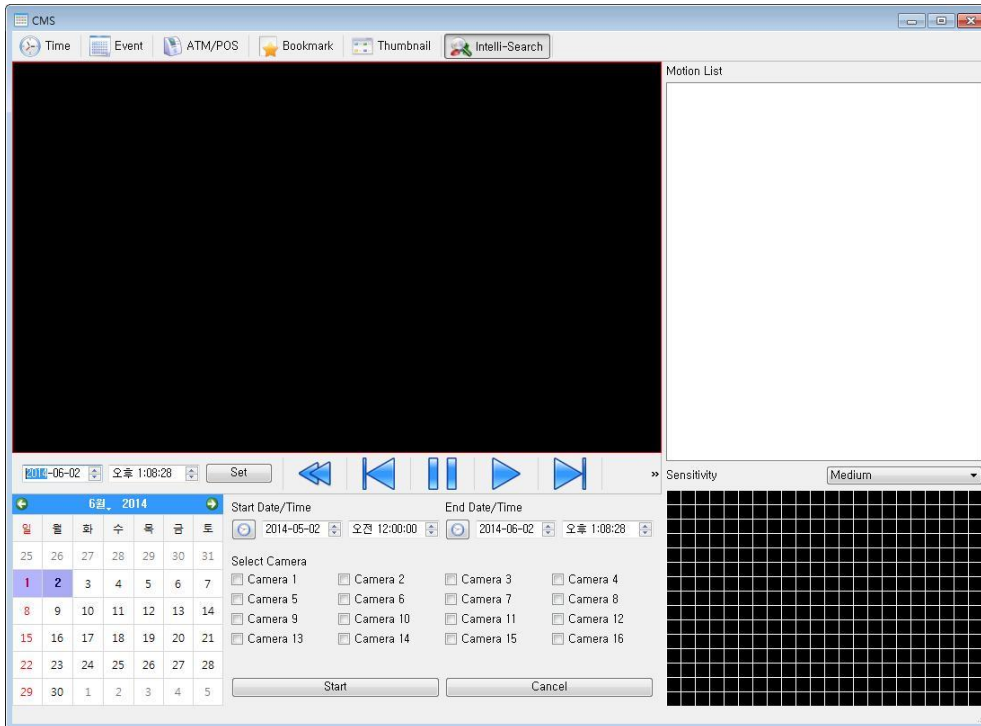 CMS
Time Event ATM/POS Bookmark Thumbnail Intelli-Search
Motion List
2014-06-02 오후 1:08:28 Set » Sensitivity Medium
6월, 2014
일 월 화 수 목 금 토
25 26 27 28 29 30 31
1 2 3 4 5 6 7
8 9 10 11 12 13 14
15 16 17 18 19 20 21
22 23 24 25 26 27 28
29 30 1 2 3 4 5
Start Date/Time End Date/Time
2014-05-02 오전 12:00:00 2014-06-02 오후 1:08:28
Select Camera
Camera 1 Camera 2 Camera 3 Camera 4
Camera 5 Camera 6 Camera 7 Camera 8
Camera 9 Camera 10 Camera 11 Camera 12
Camera 13 Camera 14 Camera 15 Camera 16
Start Cancel